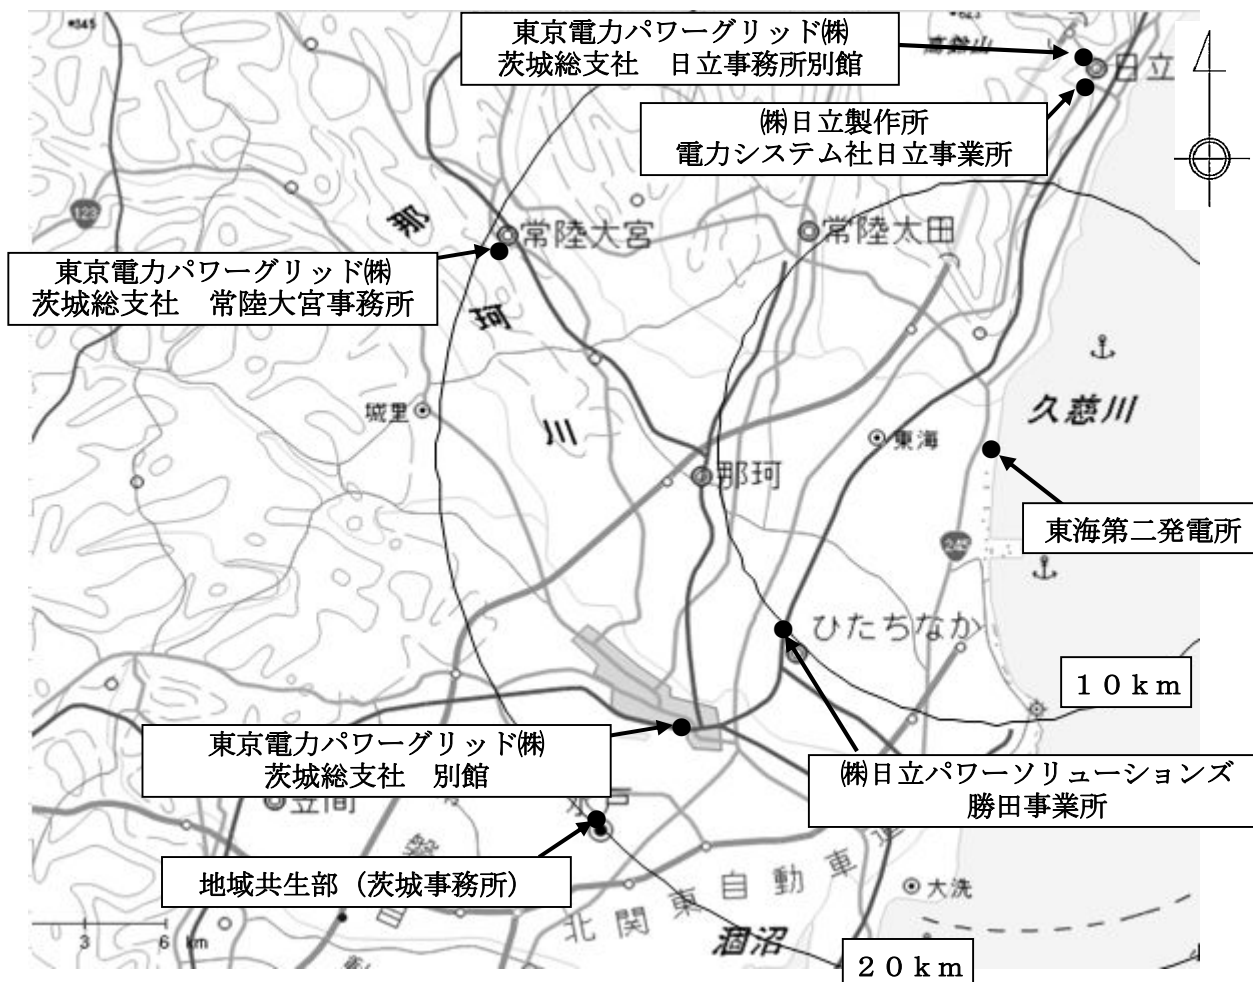 345
623
東京電力パワーグリッド㈱
茨城総支社　日立事務所別館
高鈴山
日立
㈱日立製作所
電力システム社日立事業所
123
那
珂
川
常陸大宮
常陸太田
東京電力パワーグリッド㈱
茨城総支社　常陸大宮事務所
城里
久慈川
東海
那珂
東海第二発電所
245
ひたちなか
１０ｋｍ
東京電力パワーグリッド㈱
茨城総支社　別館
㈱日立パワーソリューションズ
勝田事業所
笠間
地域共生部（茨城事務所）
北関東自動車道
大洗
涸沼
3
6 km
２０ｋｍ